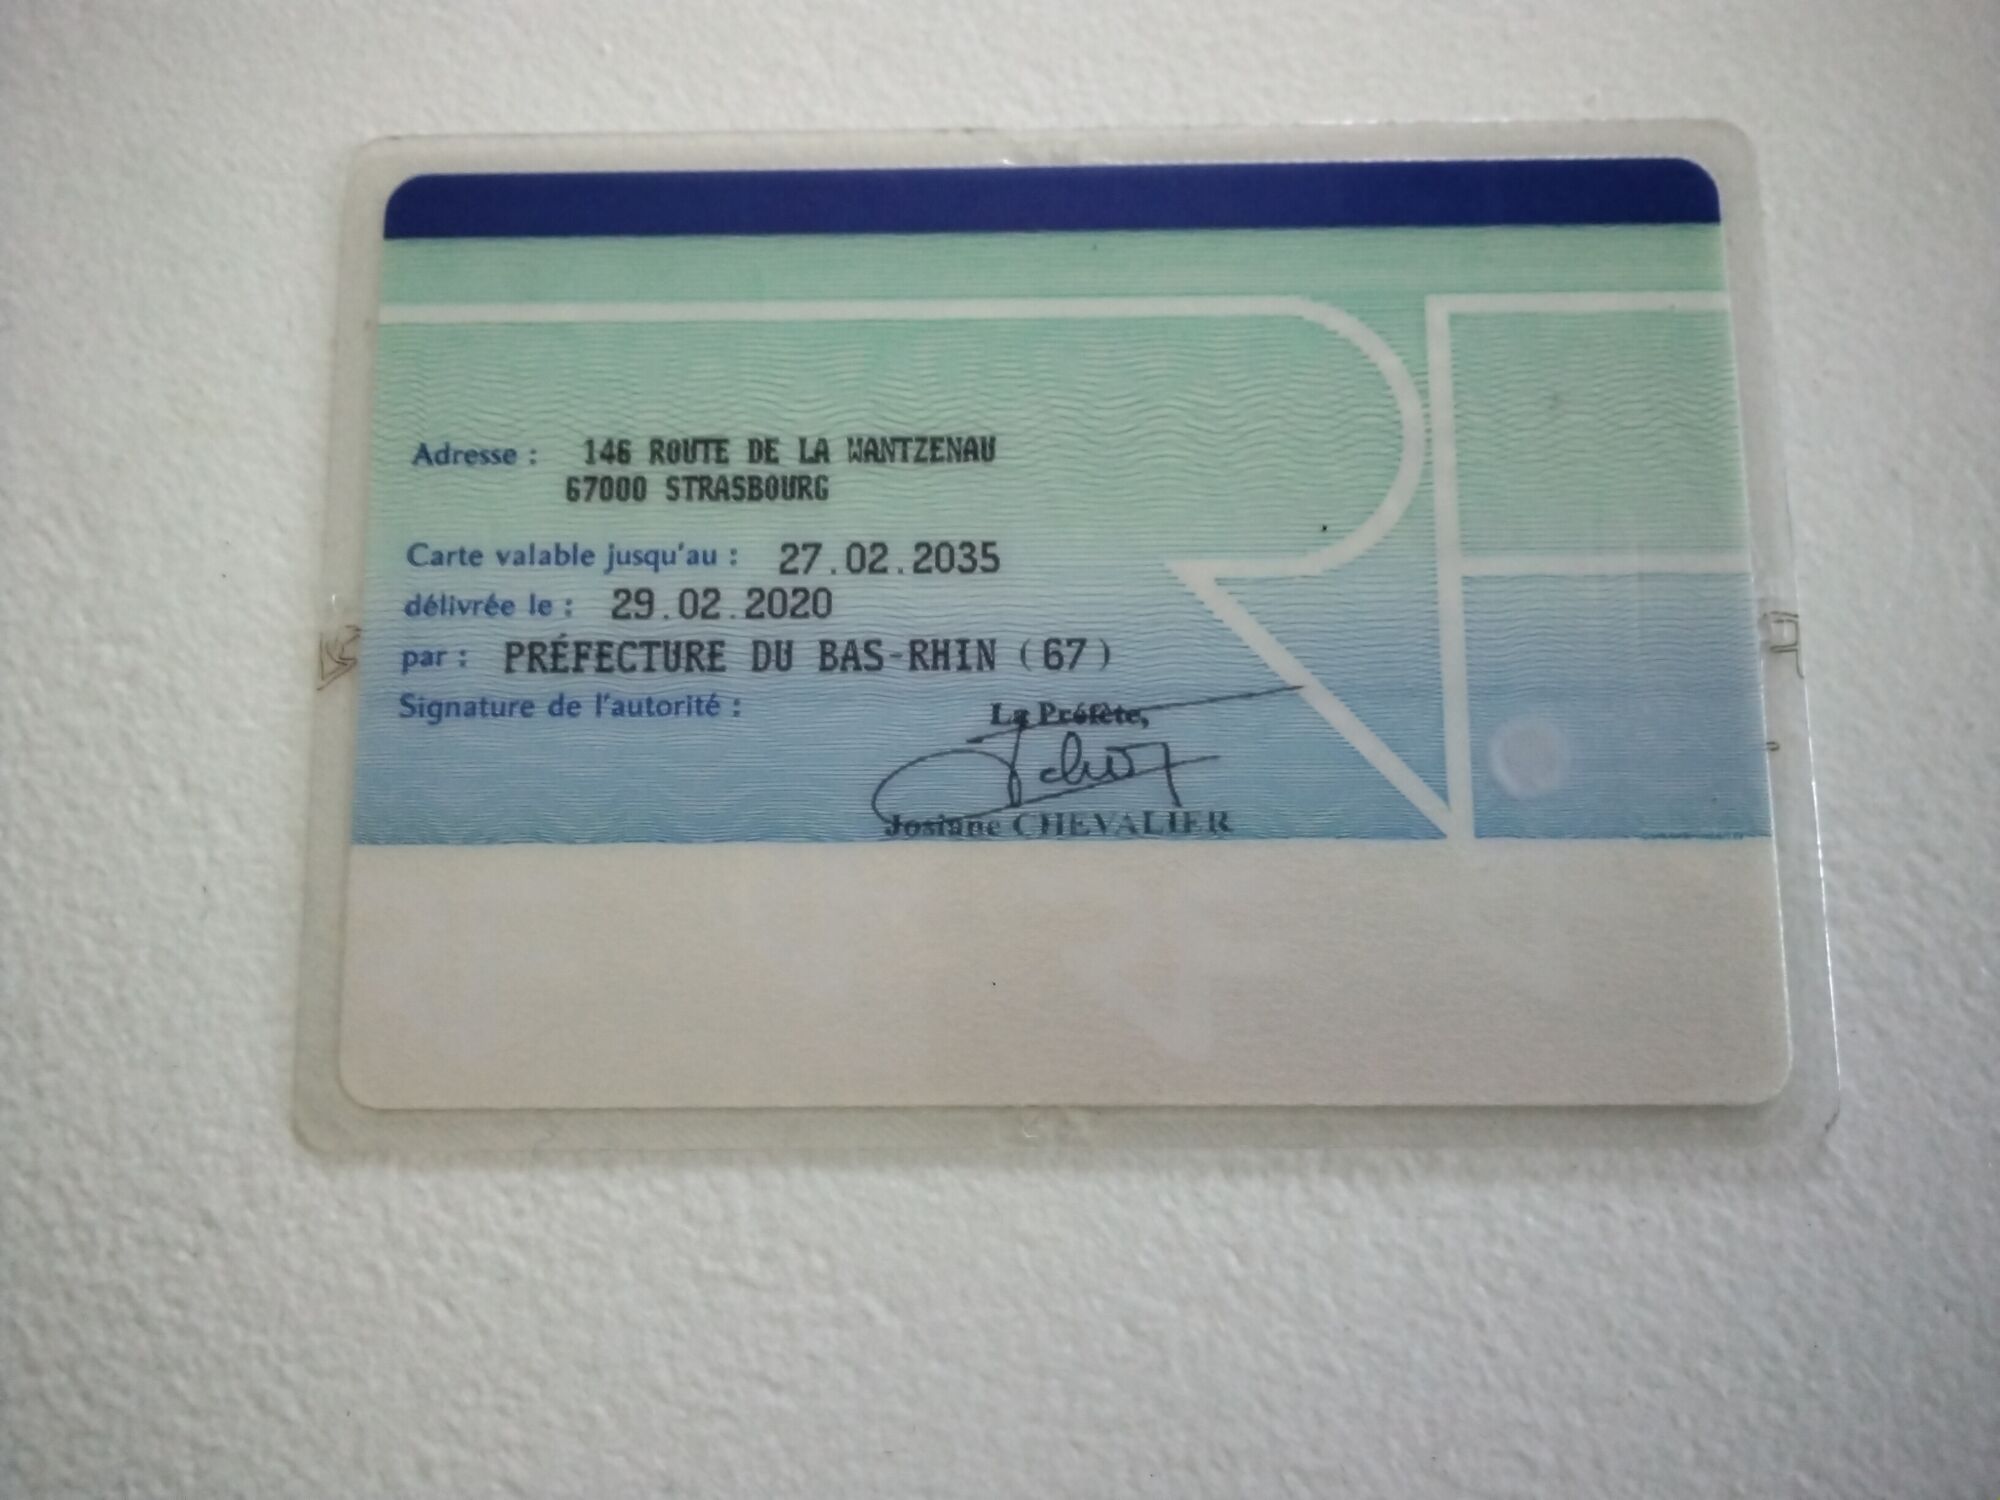 Adresse : 146 ROUTE DE LA WANTZENAU
67000 STRASBOURG
Carte valable jusqu'au : 27.02.2035
délivrée le : 29.02.2020
par : PRÉFECTURE DU BAS-RHIN (67)
Signature de l'autorité :
La Préfète,
Josiane CHEVALIER
RF